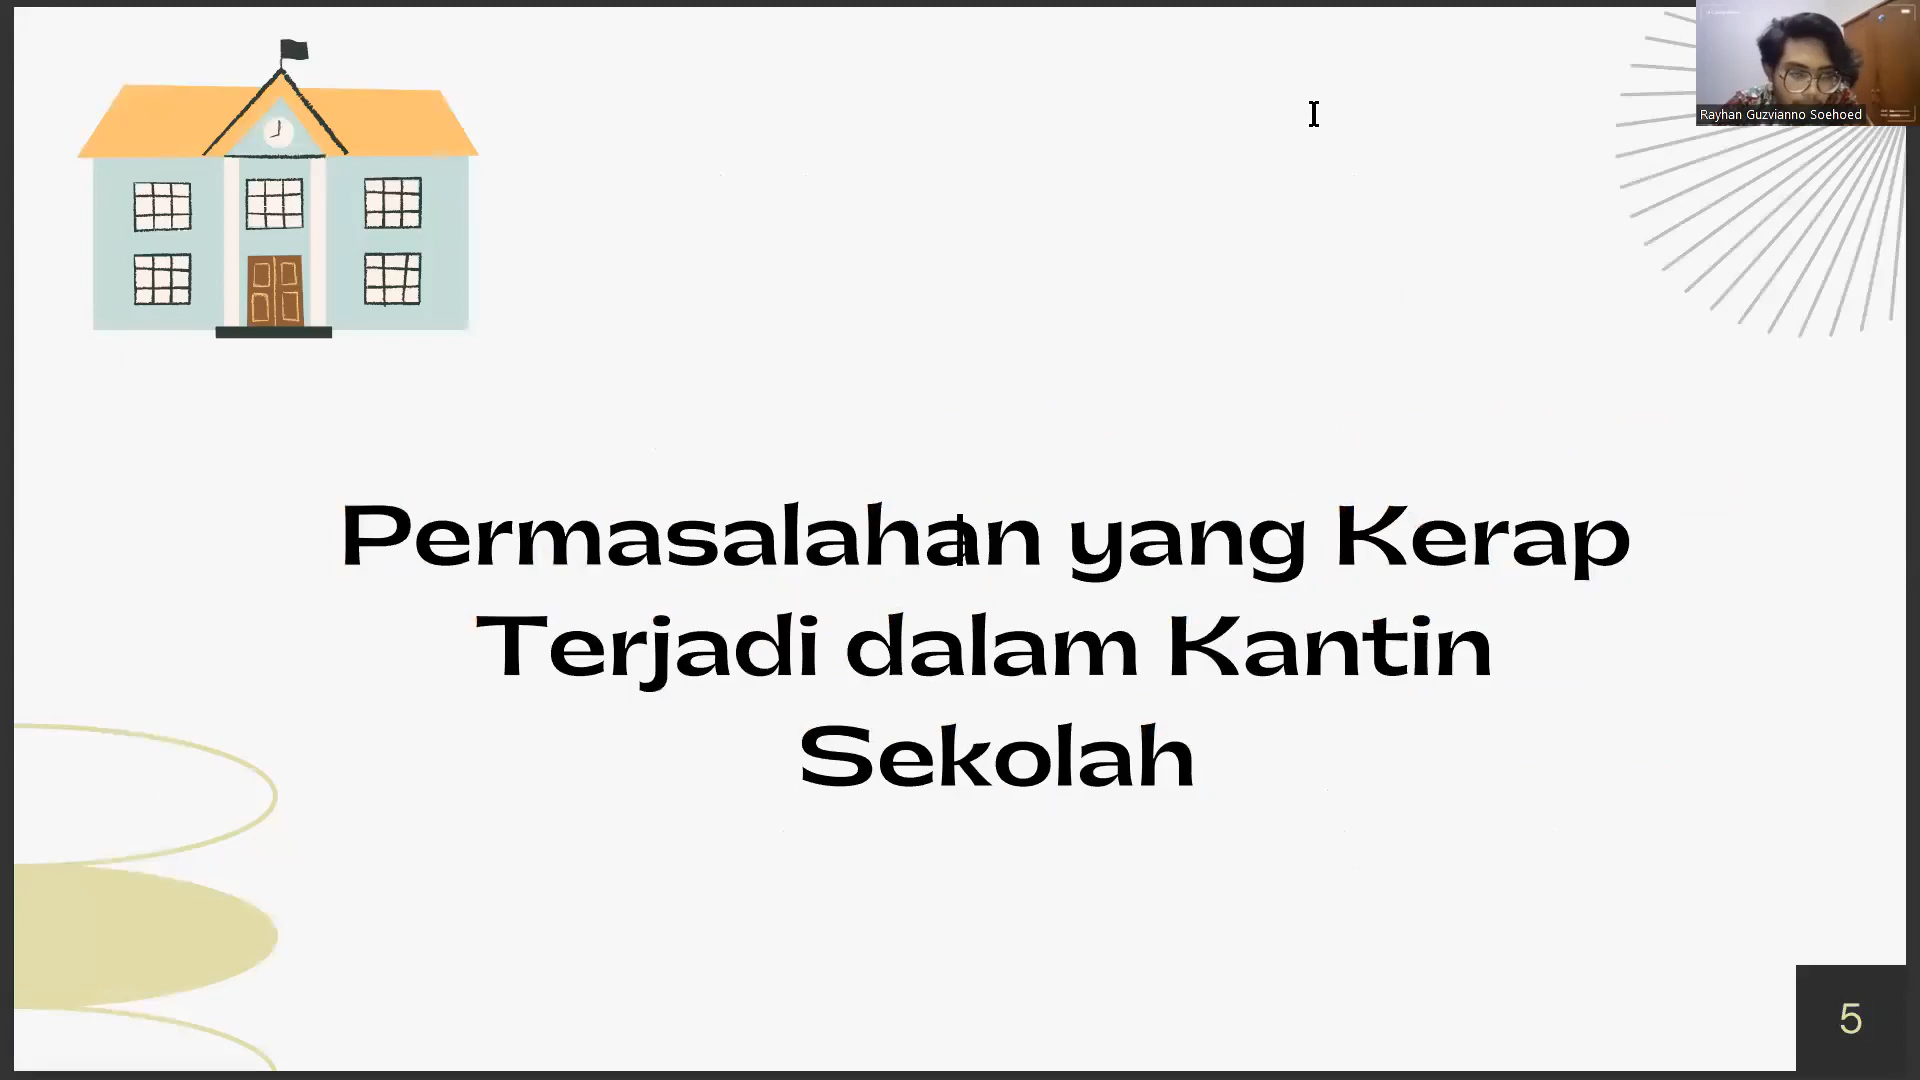 Rayhan Guzvianno Soehoed
Permasalahan yang Kerap
Terjadi dalam Kantin
Sekolah
5